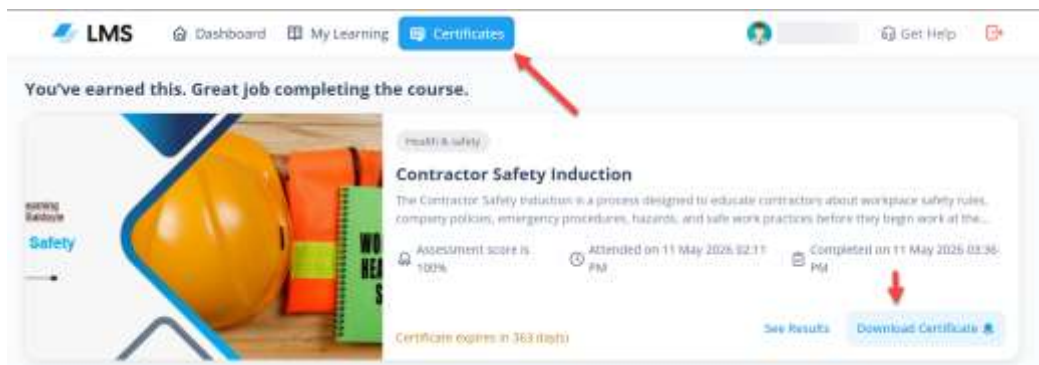 LMS
Dashboard
My Learning
Certificates
Get Help
You've earned this. Great job completing the course.
Safety
Health & safety
Contractor Safety Induction
The Contractor Safety Induction is a process designed to educate contractors about workplace safety rules,
company policies, emergency procedures, hazards, and safe work practices before they begin work at the...
Assessment score is
100%
Attended on 11 May 2026 02:11
PM
Completed on 11 May 2026 03:36
PM
Certificate expires in 363 day(s)
See Results
Download Certificate